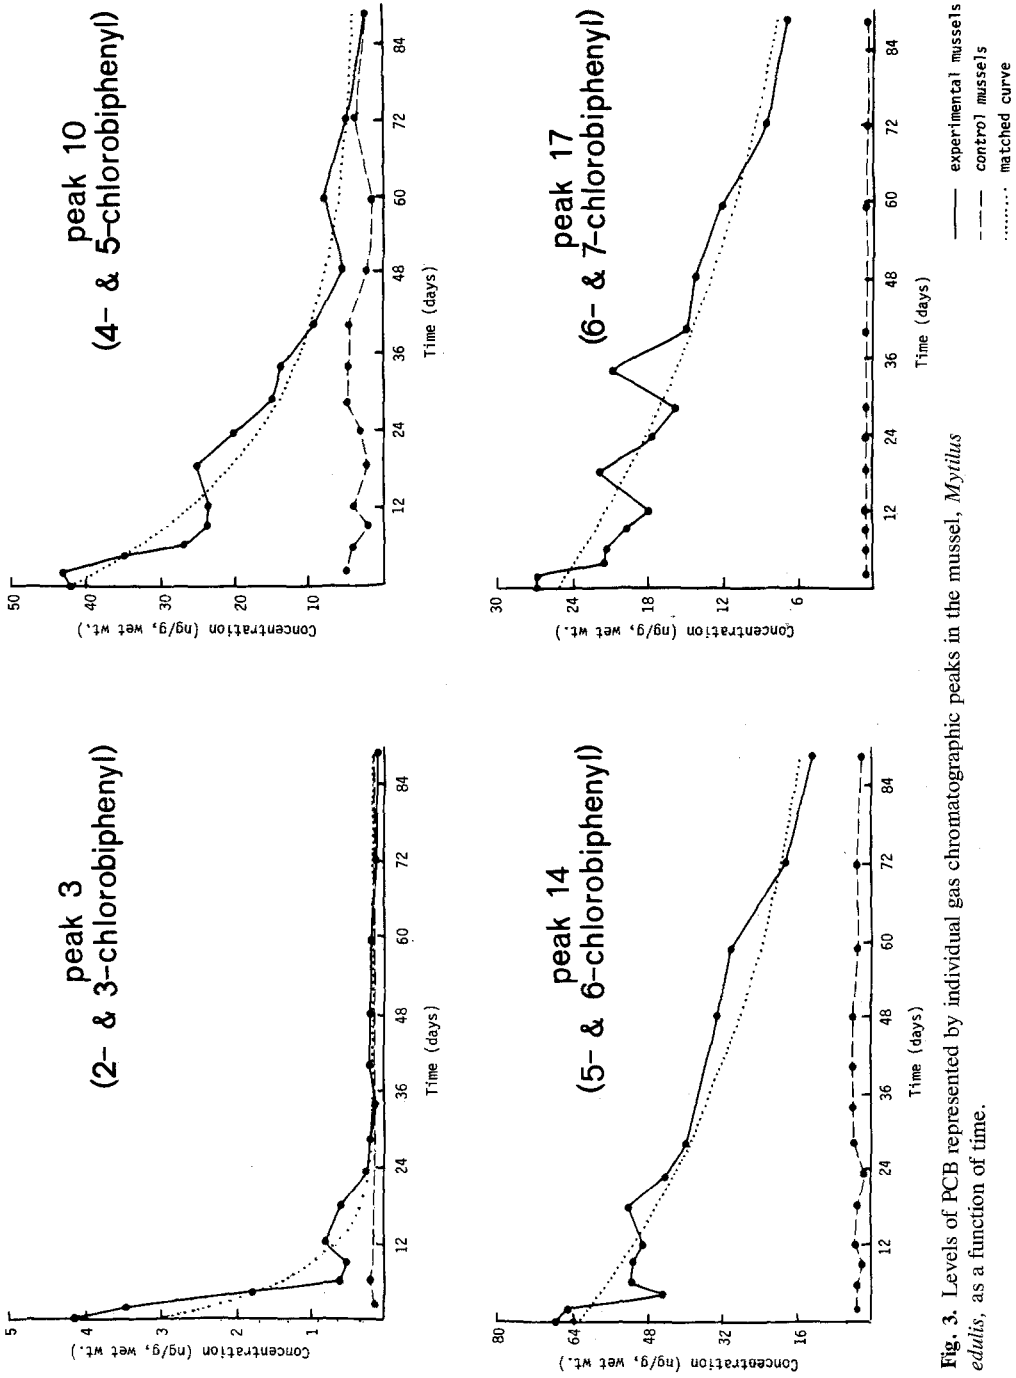 peak 3
(2- & 3-chlorobiphenyl)
5
4
3
2
1
Concentration (ng/g, wet wt.)
12
24
36
48
60
72
84
Time (days)
peak 10
(4- & 5-chlorobiphenyl)
50
40
30
20
10
Concentration (ng/g, wet wt.)
12
24
36
48
60
72
84
Time (days)
peak 14
(5- & 6-chlorobiphenyl)
80
64
48
32
16
Concentration (ng/g, wet wt.)
12
24
36
48
60
72
84
Time (days)
peak 17
(6- & 7-chlorobiphenyl)
30
24
18
12
6
Concentration (ng/g, wet wt.)
12
24
36
48
60
72
84
Time (days)
experimental mussels
control mussels
matched curve
Fig. 3. Levels of PCB represented by individual gas chromatographic peaks in the mussel, Mytilus
edulis, as a function of time.